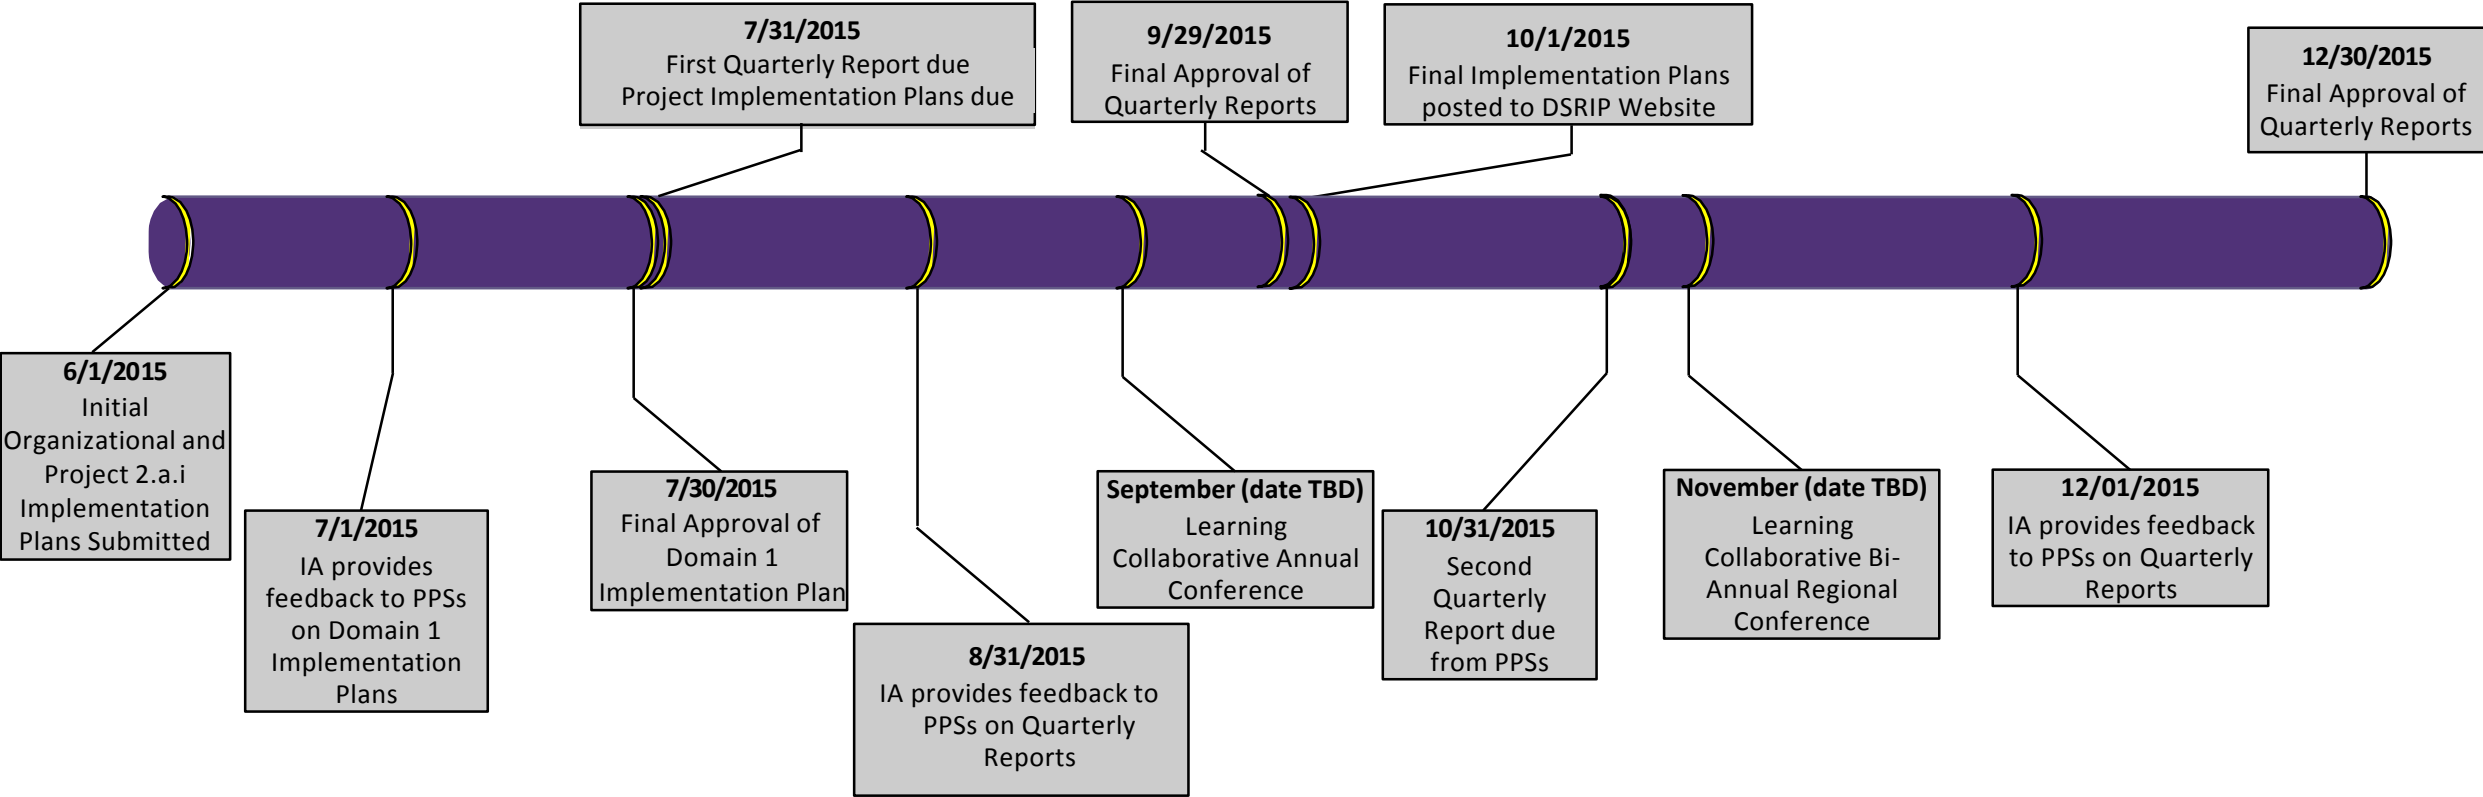 7/31/2015
First Quarterly Report due
Project Implementation Plans due
9/29/2015
Final Approval of
Quarterly Reports
10/1/2015
Final Implementation Plans
posted to DSRIP Website
12/30/2015
Final Approval of
Quarterly Reports
6/1/2015
Initial
Organizational and
Project 2.a.i
Implementation
Plans Submitted
7/1/2015
IA provides
feedback to PPSs
on Domain 1
Implementation
Plans
7/30/2015
Final Approval of
Domain 1
Implementation Plan
8/31/2015
IA provides feedback to
PPSs on Quarterly
Reports
September (date TBD)
Learning
Collaborative Annual
Conference
10/31/2015
Second
Quarterly
Report due
from PPSs
November (date TBD)
Learning
Collaborative Bi-
Annual Regional
Conference
12/01/2015
IA provides feedback
to PPSs on Quarterly
Reports